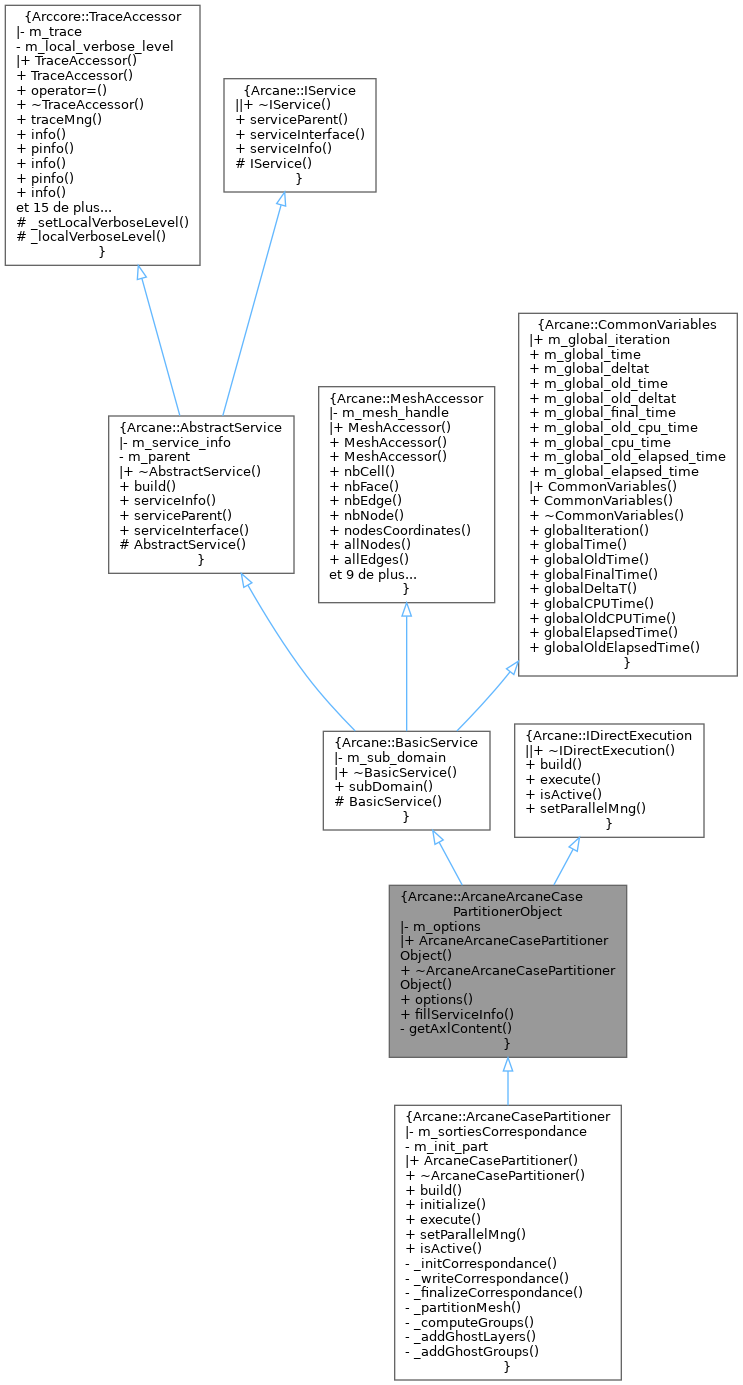 {Arccore::TraceAccessor
|- m_trace
- m_local_verbose_level
|+ TraceAccessor()
+ TraceAccessor()
+ operator=()
+ ~TraceAccessor()
+ traceMng()
+ info()
+ pinfo()
+ info()
+ pinfo()
+ info()
et 15 de plus...
# _setLocalVerboseLevel()
# _localVerboseLevel()
}
{Arcane::IService
||+ ~IService()
+ serviceParent()
+ serviceInterface()
+ serviceInfo()
# IService()
}
{Arcane::AbstractService
|- m_service_info
- m_parent
|+ ~AbstractService()
+ build()
+ serviceInfo()
+ serviceParent()
+ serviceInterface()
# AbstractService()
}
{Arcane::MeshAccessor
|- m_mesh_handle
|+ MeshAccessor()
+ MeshAccessor()
+ MeshAccessor()
+ nbCell()
+ nbFace()
+ nbEdge()
+ nbNode()
+ nodesCoordinates()
+ allNodes()
+ allEdges()
et 9 de plus...
}
{Arcane::CommonVariables
|+ m_global_iteration
+ m_global_time
+ m_global_deltat
+ m_global_old_time
+ m_global_old_deltat
+ m_global_final_time
+ m_global_old_cpu_time
+ m_global_cpu_time
+ m_global_old_elapsed_time
+ m_global_elapsed_time
|+ CommonVariables()
+ CommonVariables()
+ ~CommonVariables()
+ globalIteration()
+ globalTime()
+ globalOldTime()
+ globalFinalTime()
+ globalDeltaT()
+ globalCPUTime()
+ globalOldCPUTime()
+ globalElapsedTime()
+ globalOldElapsedTime()
}
{Arcane::BasicService
|- m_sub_domain
|+ ~BasicService()
+ subDomain()
# BasicService()
}
{Arcane::IDirectExecution
||+ ~IDirectExecution()
+ build()
+ execute()
+ isActive()
+ setParallelMng()
}
{Arcane::ArcaneArcaneCase
PartitionerObject
|- m_options
|+ ArcaneArcaneCasePartitioner
Object()
+ ~ArcaneArcaneCasePartitioner
Object()
+ options()
+ fillServiceInfo()
- getAxlContent()
}
{Arcane::ArcaneCasePartitioner
|- m_sortiesCorrespondance
- m_init_part
|+ ArcaneCasePartitioner()
+ ~ArcaneCasePartitioner()
+ build()
+ initialize()
+ execute()
+ setParallelMng()
+ isActive()
- _initCorrespondance()
- _writeCorrespondance()
- _finalizeCorrespondance()
- _partitionMesh()
- _computeGroups()
- _addGhostLayers()
- _addGhostGroups()
}